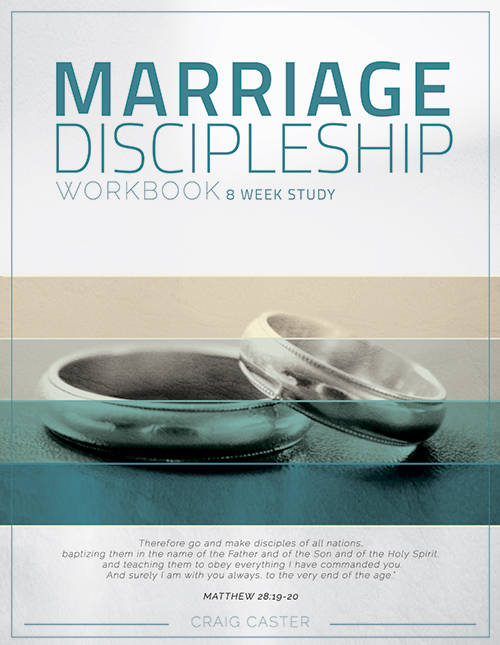 MARRIAGE
DISCIPLESHIP
WORKBOOK 8 WEEK STUDY
Therefore go and make disciples of all nations,
baptizing them in the name of the Father and of the Son and of the Holy Spirit,
and teaching them to obey everything I have commanded you.
And surely I am with you always, to the very end of the age."
MATTHEW 28:19-20
CRAIG CASTER